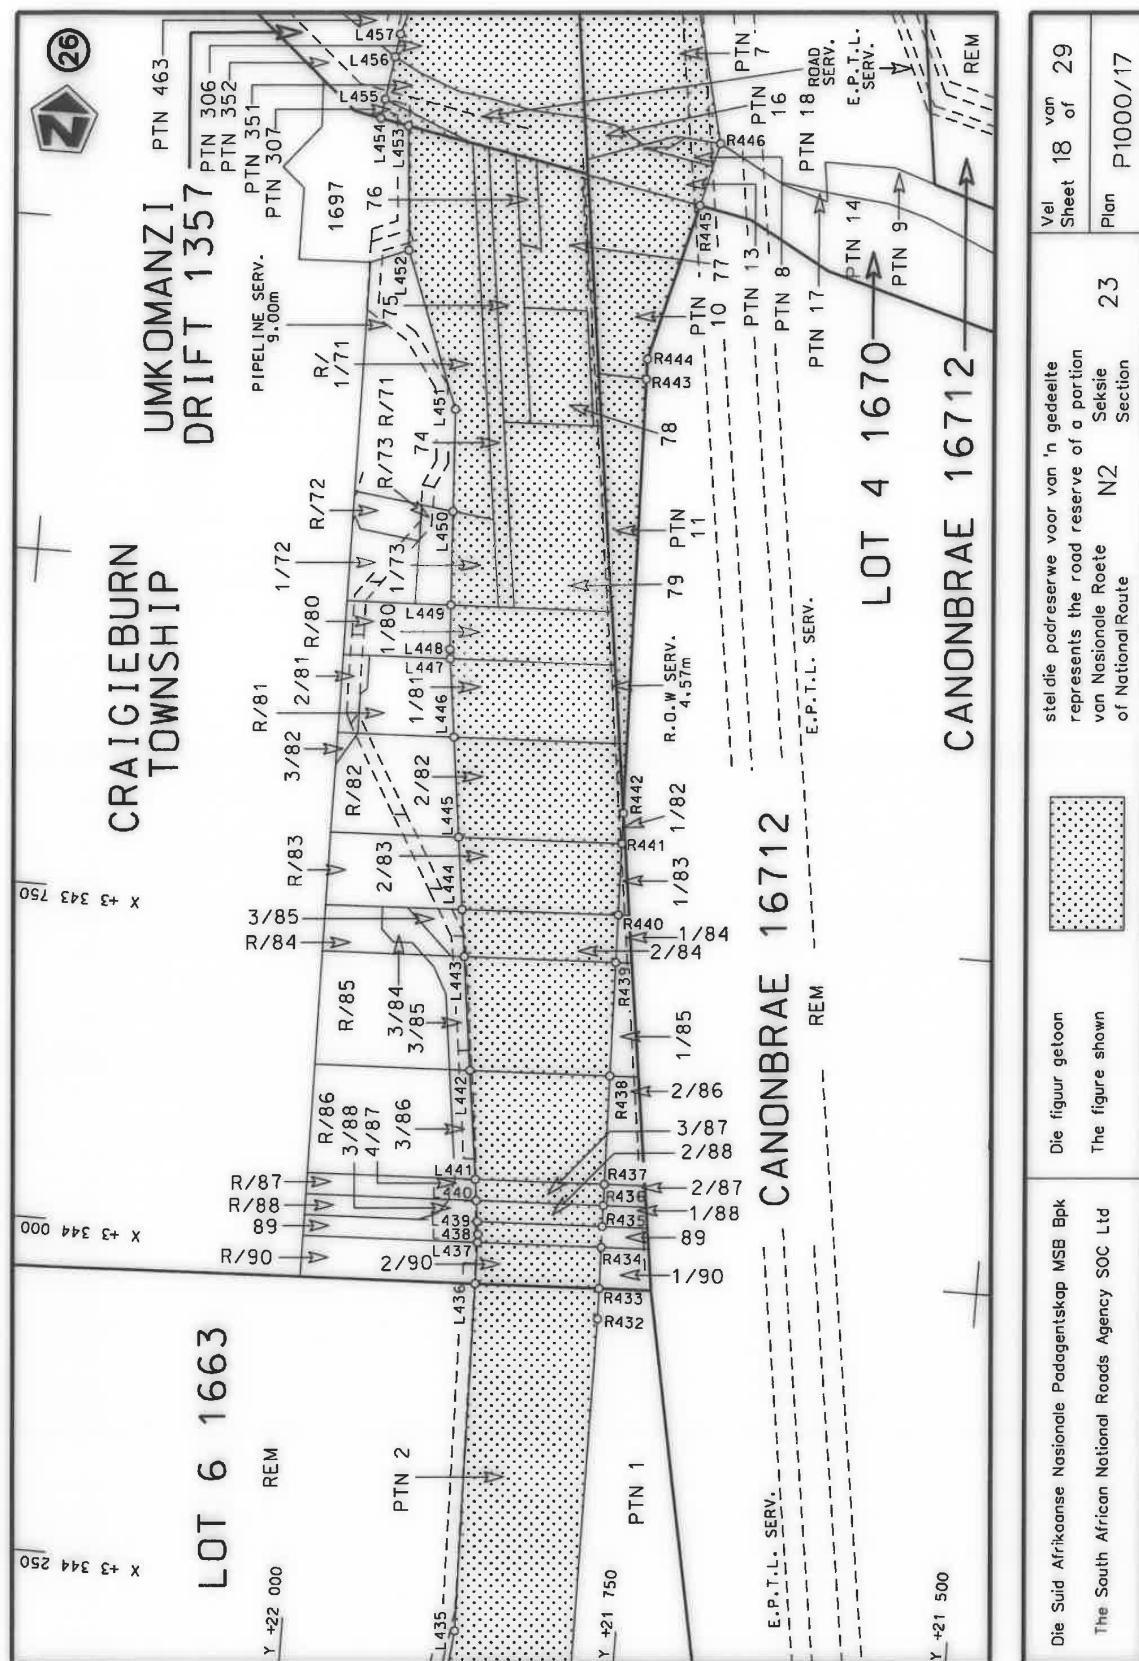 26
PTN 463
PTN 306
PTN 352
PTN 351
PTN 307
UMKOMANZI
DRIFT 1357
PIPELINE SERV.
9.00m
CRAIGIEBURN
TOWNSHIP
LOT 6 1663
REM
X +3 343 750
X +3 344 000
X +3 344 250
Y +22 000
Y +21 750
Y +21 500
1697
76
75
R/
1/71
R/71
R/73
74
R/72
1/72
1/73
R/80
1/80
2/81
R/81
1/81
3/82
R/82
2/82
R/83
2/83
3/85
R/84
R/85
3/84
3/85
R/86
3/88
4/87
3/86
R/87
R/88
89
R/90
2/90
PTN 2
PTN 1
L457
L456
L455
L454
L453
L452
L451
L450
L449
L448
L447
L446
L445
L444
L443
L442
L441
L440
L439
L438
L437
L436
L435
R446
R445
R444
R443
R442
R441
R440
R439
R438
R437
R436
R435
R434
R433
R432
PTN
7
ROAD
SERV.
E.P.T.L.
SERV.
REM
PTN
16
PTN 18
PTN 14
PTN 9
PTN 17
PTN 8
PTN 13
77
PTN
10
78
PTN
11
79
R.O.W SERV.
4.57m
E.P.T.L. SERV.
1/82
1/83
1/84
2/84
1/85
2/86
3/87
2/88
2/87
1/88
89
1/90
LOT 4 1670
CANONBRAE 16712
CANONBRAE 16712
REM
E.P.T.L. SERV.
Die Suid Afrikaanse Nasionale Padagentskap MSB Bpk
The South African National Roads Agency SOC Ltd
Die figuur getoon
The figure shown
stel die padreserwe voor van 'n gedeelte
represents the road reserve of a portion
van Nasionale Roete N2 Seksie 23
of National Route Section
Vel 18 van 29
Sheet of
Plan P1000/17